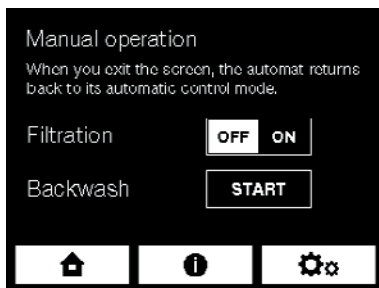 Manual operation
When you exit the screen, the automat returns
back to its automatic control mode.
Filtration OFF ON
Backwash START